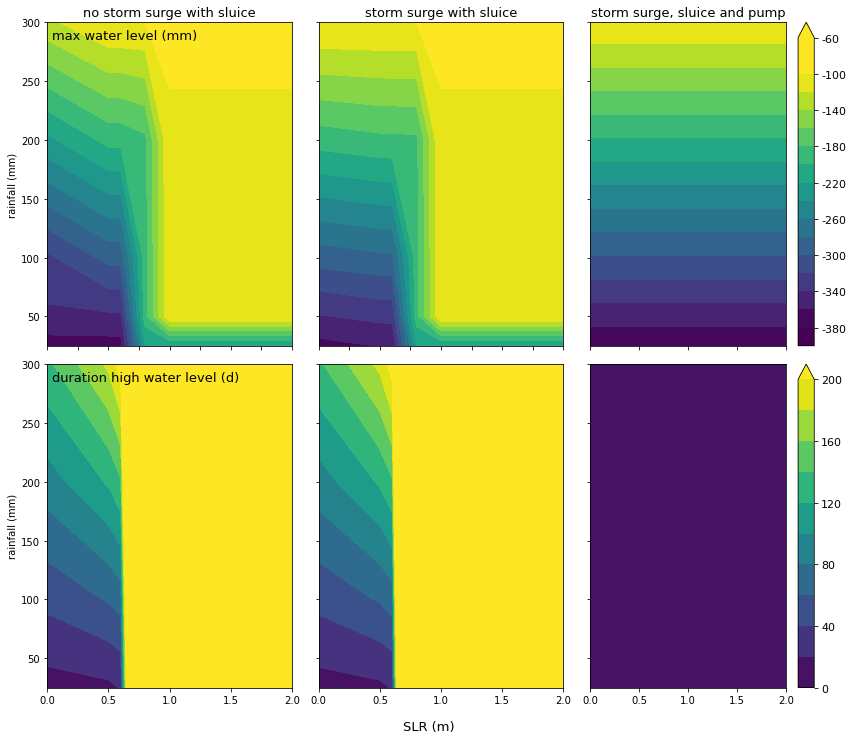 no storm surge with sluice
storm surge with sluice
storm surge, sluice and pump
max water level (mm)
rainfall (mm)
300
250
200
150
100
50
-60
-100
-140
-180
-220
-260
-300
-340
-380
duration high water level (d)
rainfall (mm)
300
250
200
150
100
50
200
160
120
80
40
0
0.0 0.5 1.0 1.5 2.0
0.0 0.5 1.0 1.5 2.0
0.0 0.5 1.0 1.5 2.0
SLR (m)